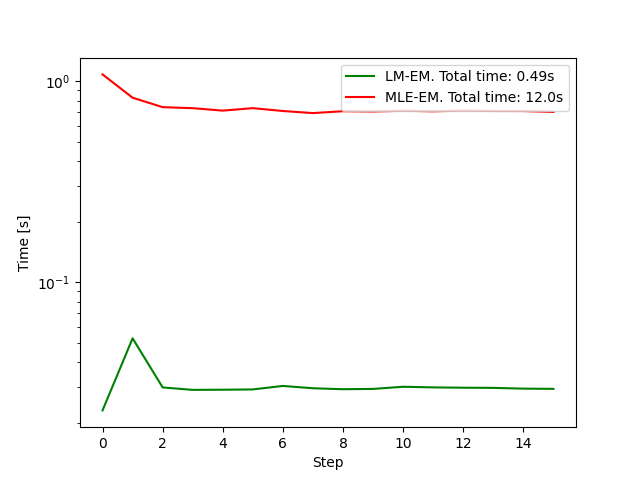 LM-EM. Total time: 0.49s
MLE-EM. Total time: 12.0s
10⁰
10⁻¹
Time [s]
0 2 4 6 8 10 12 14
Step